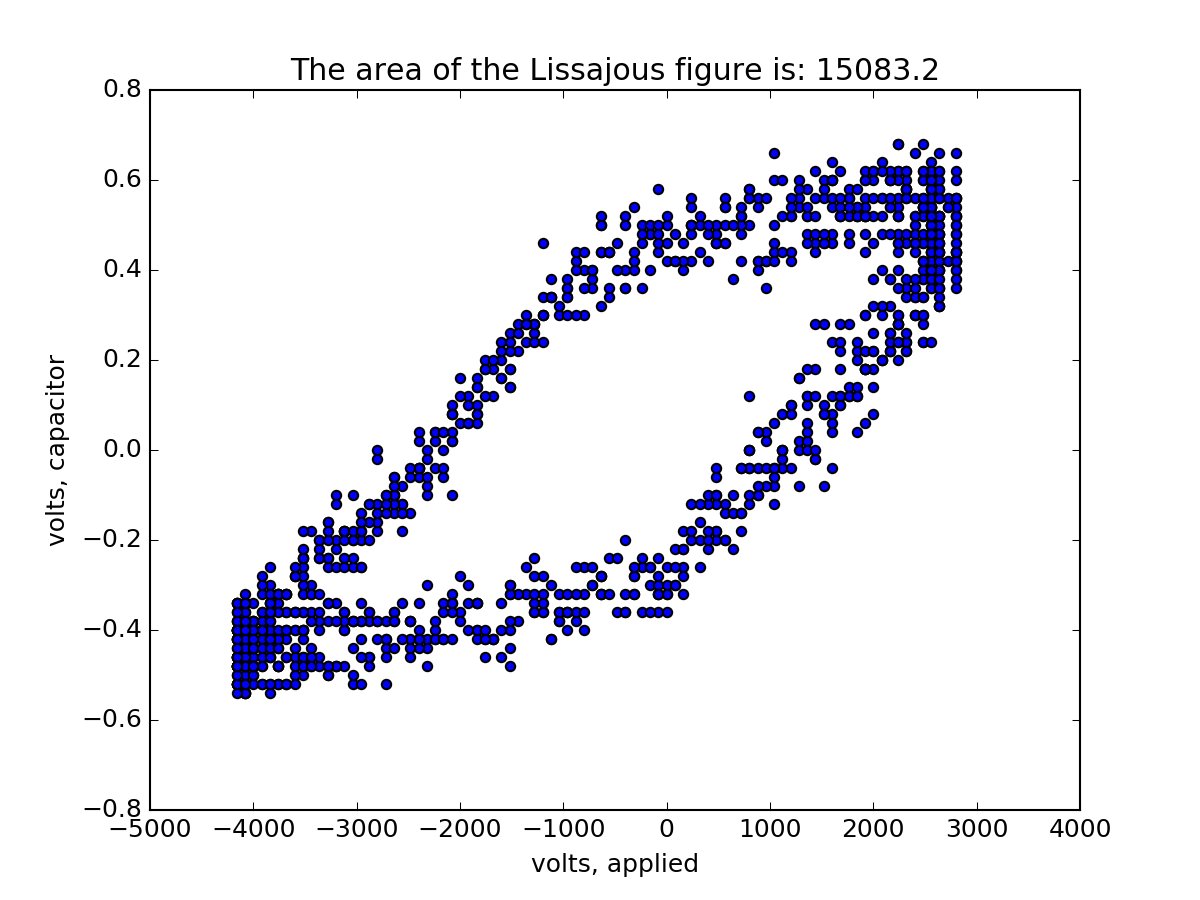 The area of the Lissajous figure is: 15083.2
0.8
0.6
0.4
0.2
0.0
−0.2
−0.4
−0.6
−0.8
volts, capacitor
−5000 −4000 −3000 −2000 −1000 0 1000 2000 3000 4000
volts, applied